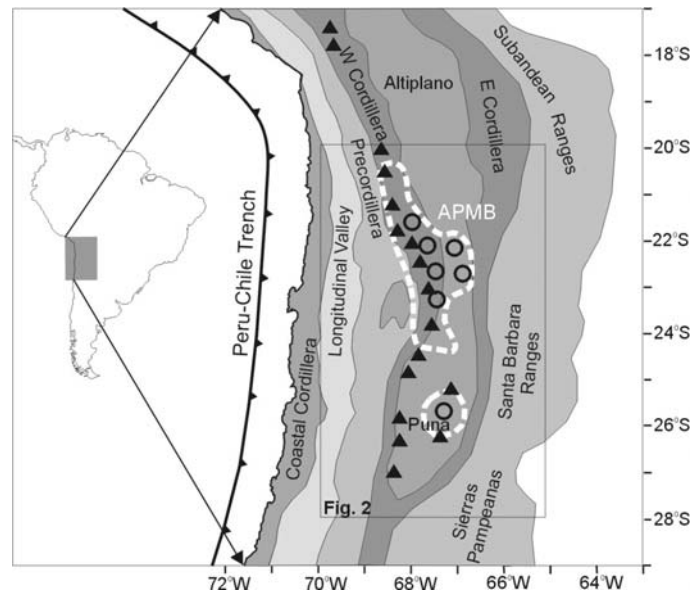 18°S
20°S
22°S
24°S
26°S
28°S
72°W
70°W
68°W
66°W
64°W
Peru-Chile Trench
Coastal Cordillera
Longitudinal Valley
Precordillera
W Cordillera
Altiplano
E Cordillera
Subandean
Ranges
APMB
Puna
Santa Barbara
Ranges
Sierras
Pampeanas
Fig. 2